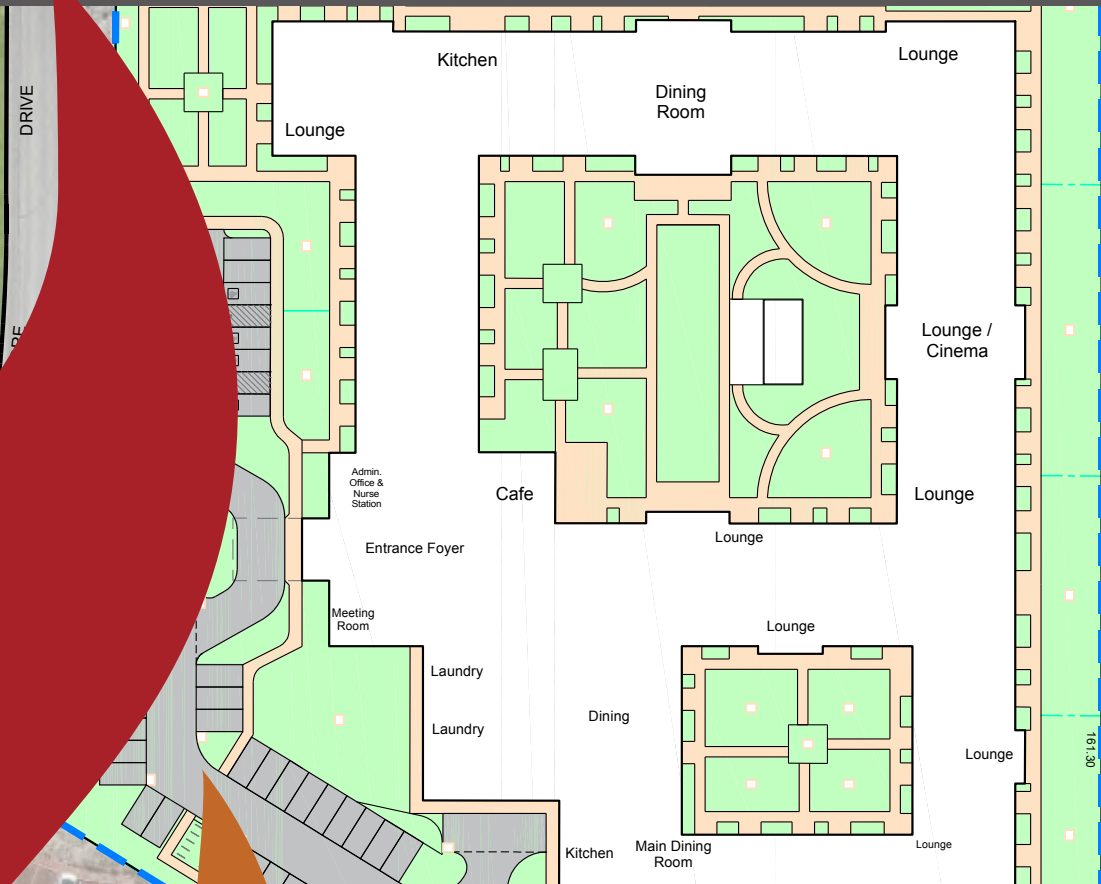 DRIVE
Kitchen
Lounge
Dining
Room
Lounge
Lounge /
Cinema
Admin.
Office &
Nurse
Station
Cafe
Lounge
Lounge
Entrance Foyer
Meeting
Room
Lounge
Laundry
Dining
Laundry
Lounge
161.30
Kitchen
Main Dining
Room
Lounge